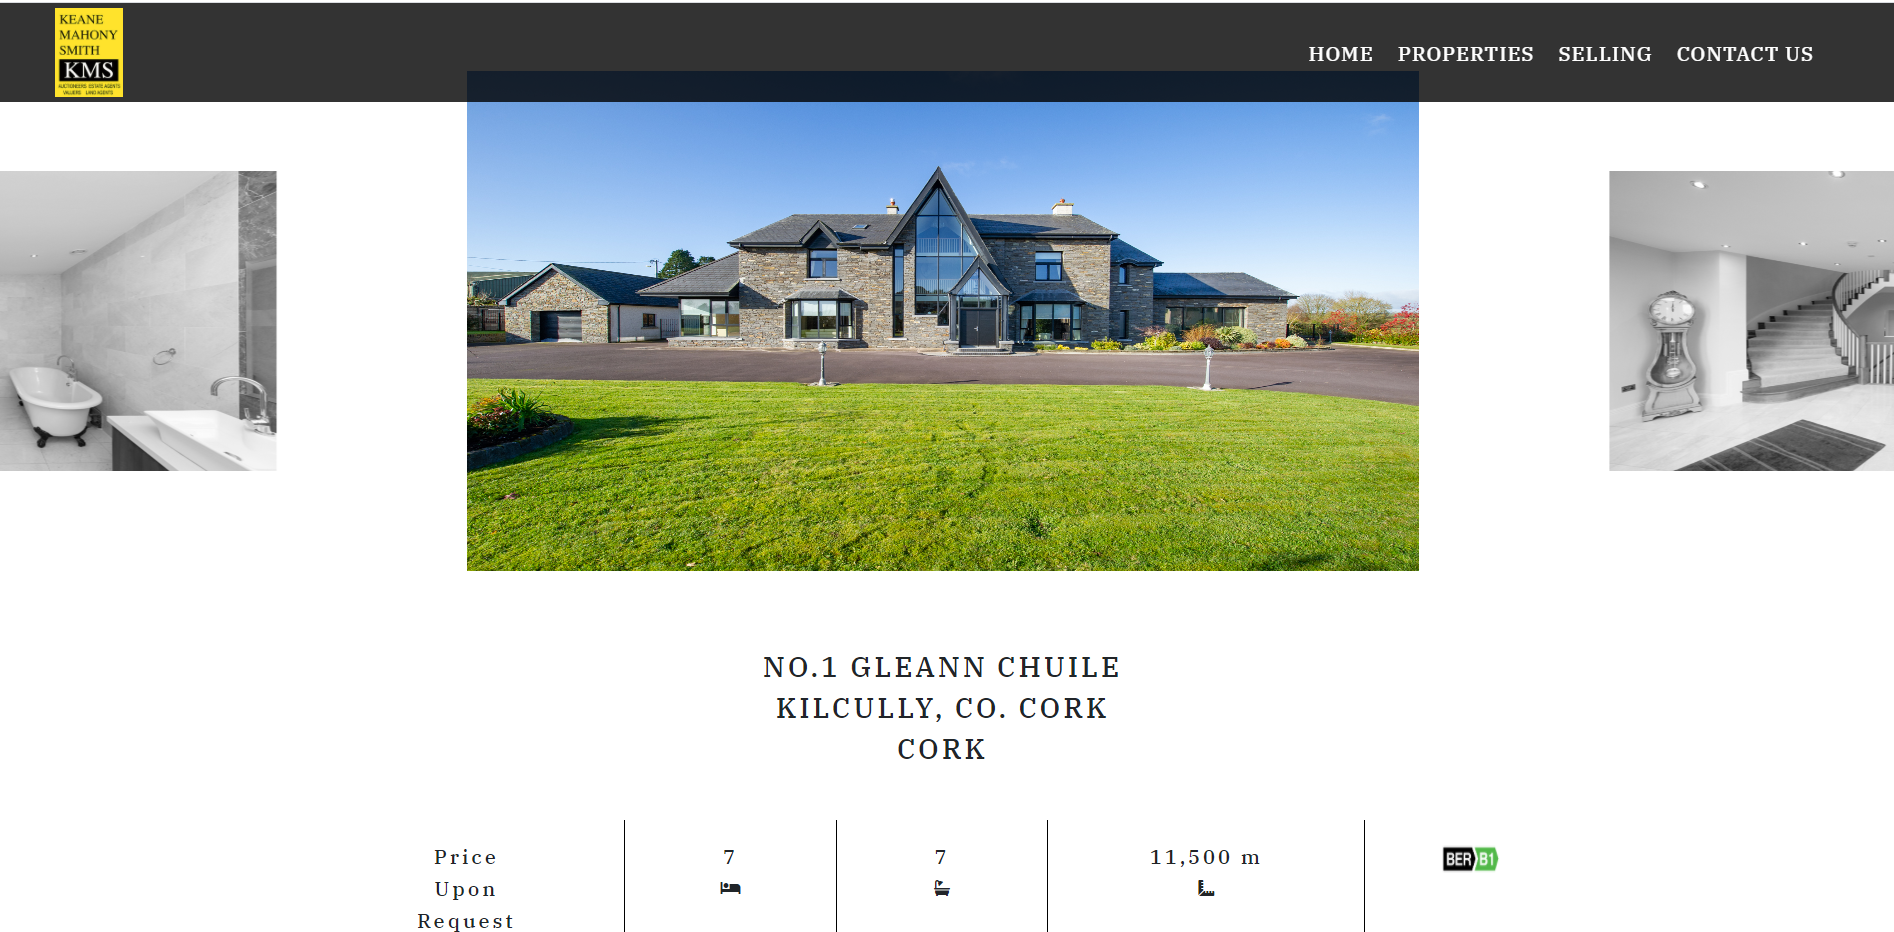 KEANE
MAHONY
SMITH
KMS
AUCTIONEERS ESTATE AGENTS
VALUERS LAND AGENTS
HOME PROPERTIES SELLING CONTACT US
NO.1 GLEANN CHUILE
KILCULLY, CO. CORK
CORK
Price
Upon
Request
7
7
11,500 m
BER B1